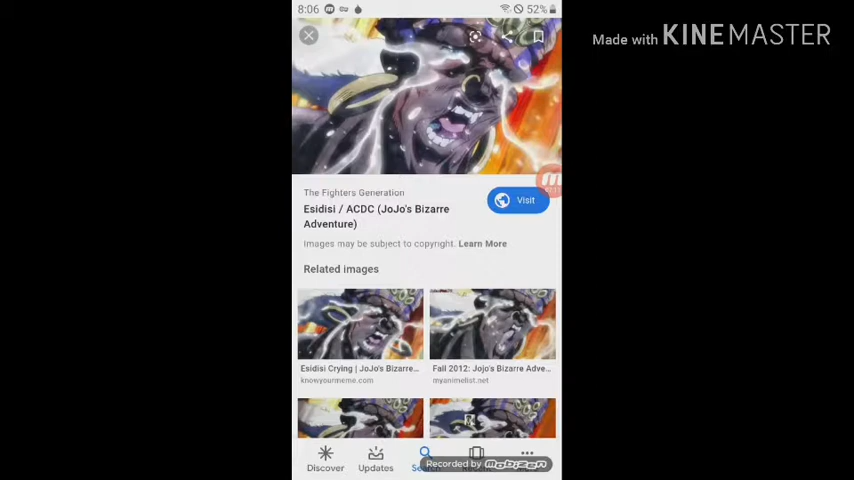 8:06
52%
Made with KINEMASTER
The Fighters Generation
Esidisi / ACDC (JoJo's Bizarre
Adventure)
Visit
Images may be subject to copyright. Learn More
Related images
Esidisi Crying | JoJo's Bizarre...
knowyourmeme.com
Fall 2012: Jojo's Bizarre Adve...
myanimelist.net
Discover
Updates
Recorded by mobizen